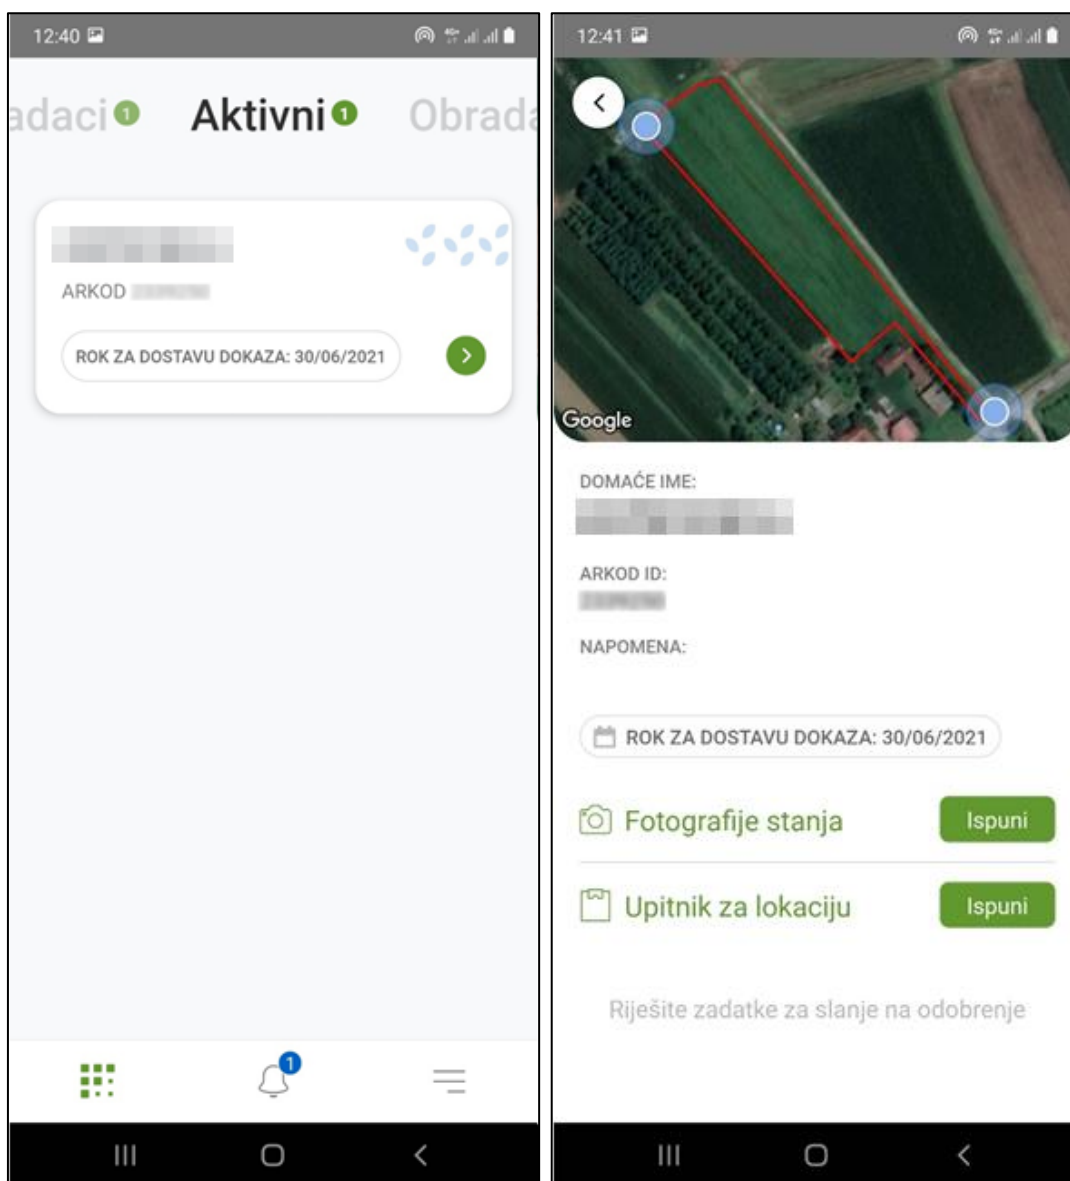 12:40
adaci 1 Aktivni 1 Obrada
ARKOD
ROK ZA DOSTAVU DOKAZA: 30/06/2021
1
12:41
Google
DOMAĆE IME:
ARKOD ID:
NAPOMENA:
ROK ZA DOSTAVU DOKAZA: 30/06/2021
Fotografije stanja Ispuni
Upitnik za lokaciju Ispuni
Riješite zadatke za slanje na odobrenje